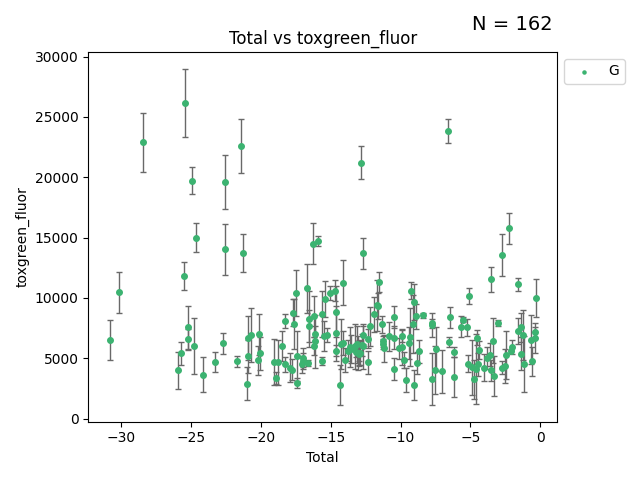 N = 162
Total vs toxgreen_fluor
G
toxgreen_fluor
30000
25000
20000
15000
10000
5000
0
−30 −25 −20 −15 −10 −5 0
Total